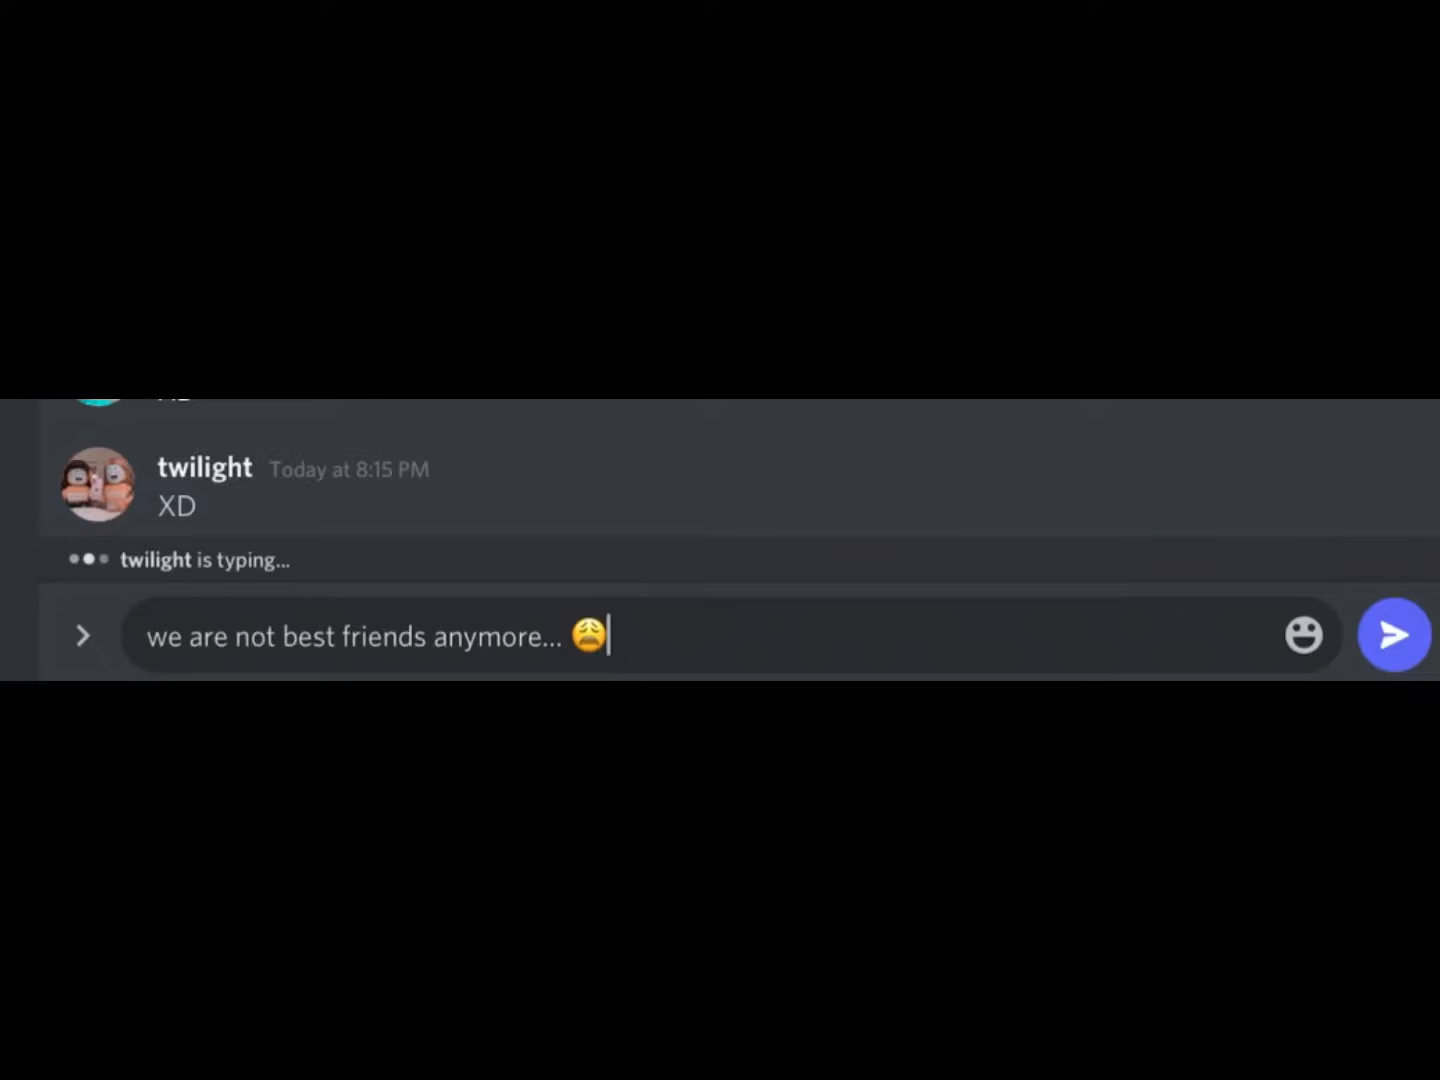 twilight Today at 8:15 PM
XD
twilight is typing...
we are not best friends anymore... 😩